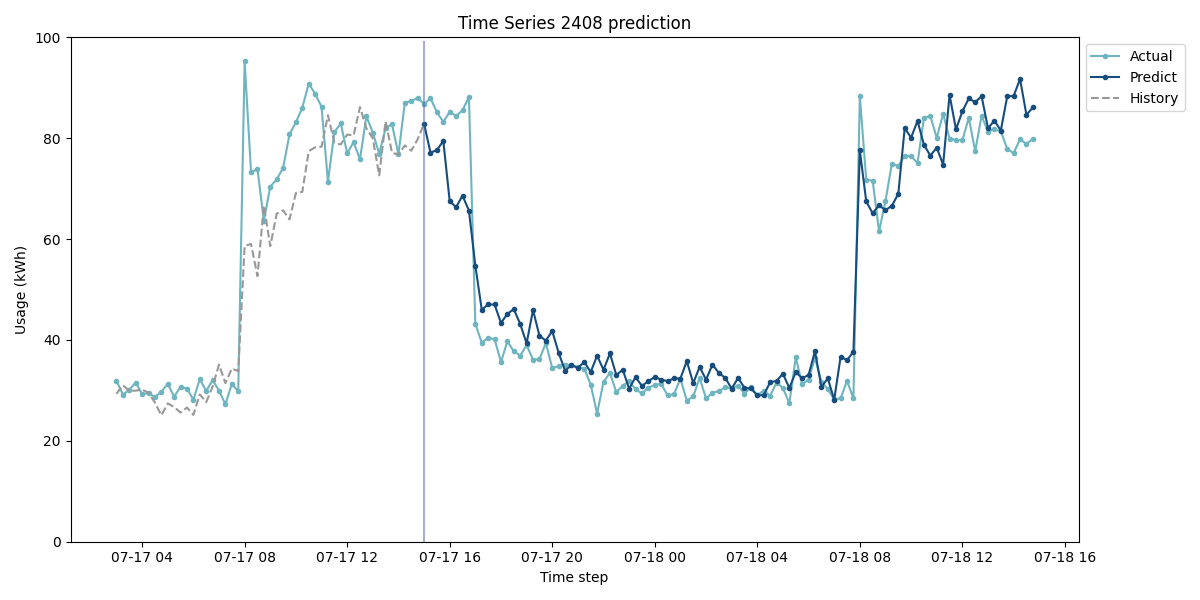 Time Series 2408 prediction
Usage (kWh)
100
80
60
40
20
0
07-17 04
07-17 08
07-17 12
07-17 16
07-17 20
07-18 00
07-18 04
07-18 08
07-18 12
07-18 16
Time step
Actual
Predict
History